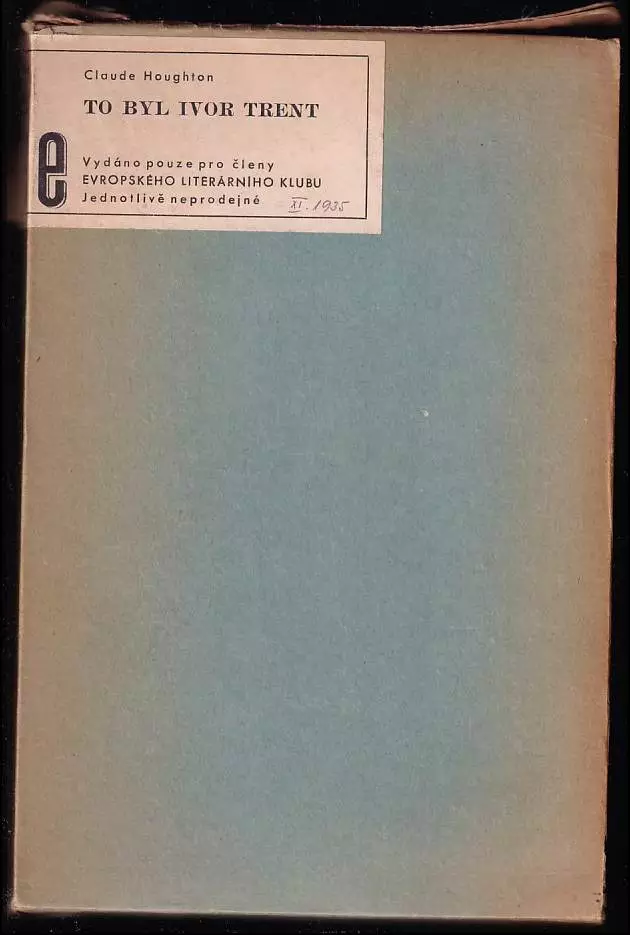 Claude Houghton
TO BYL IVOR TRENT
e
Vydáno pouze pro členy
EVROPSKÉHO LITERÁRNÍHO KLUBU
Jednotlivě neprodejné XI. 1935